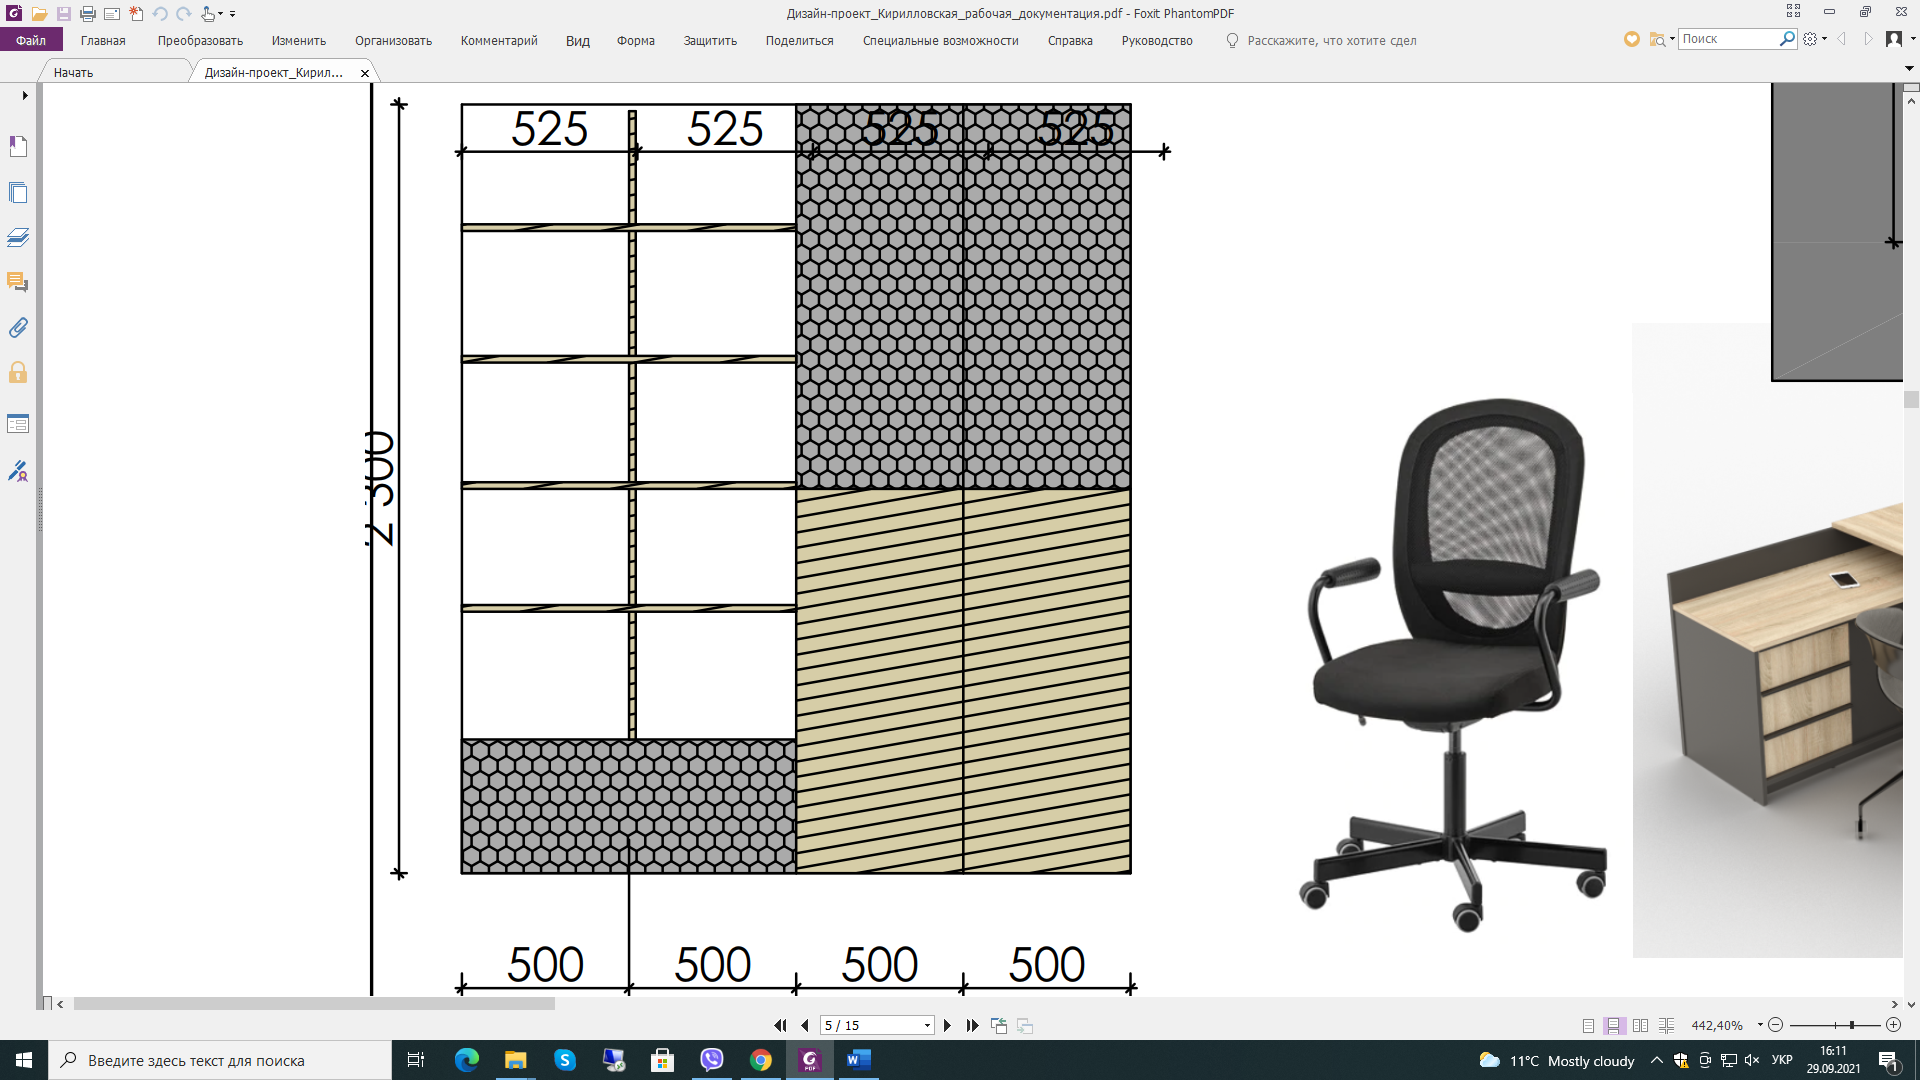 Дизайн-проект_Кирилловская_рабочая_документация.pdf - Foxit PhantomPDF
Файл Главная Преобразовать Изменить Организовать Комментарий Вид Форма Защитить Поделиться Специальные возможности Справка Руководство Расскажите, что хотите сдел Поиск
Начать Дизайн-проект_Кирил...
525 525 525 525
2 300
500 500 500 500
5 / 15
442,40%
Введите здесь текст для поиска
11°C Mostly cloudy
УКР
16:11
29.09.2021
1